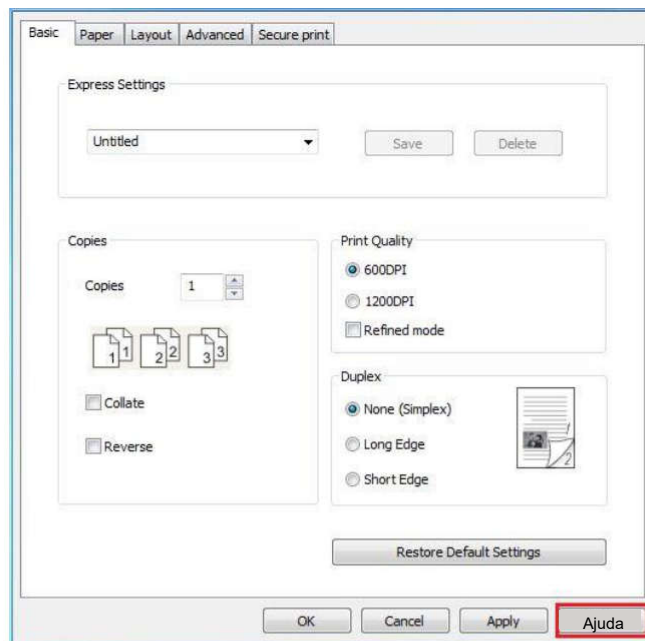 Basic Paper Layout Advanced Secure print
Express Settings
Untitled Save Delete
Copies
Copies 1
1 1 2 2 3 3
Collate
Reverse
Print Quality
600DPI
1200DPI
Refined mode
Duplex
None (Simplex)
Long Edge
Short Edge
1
2
Restore Default Settings
OK Cancel Apply Ajuda